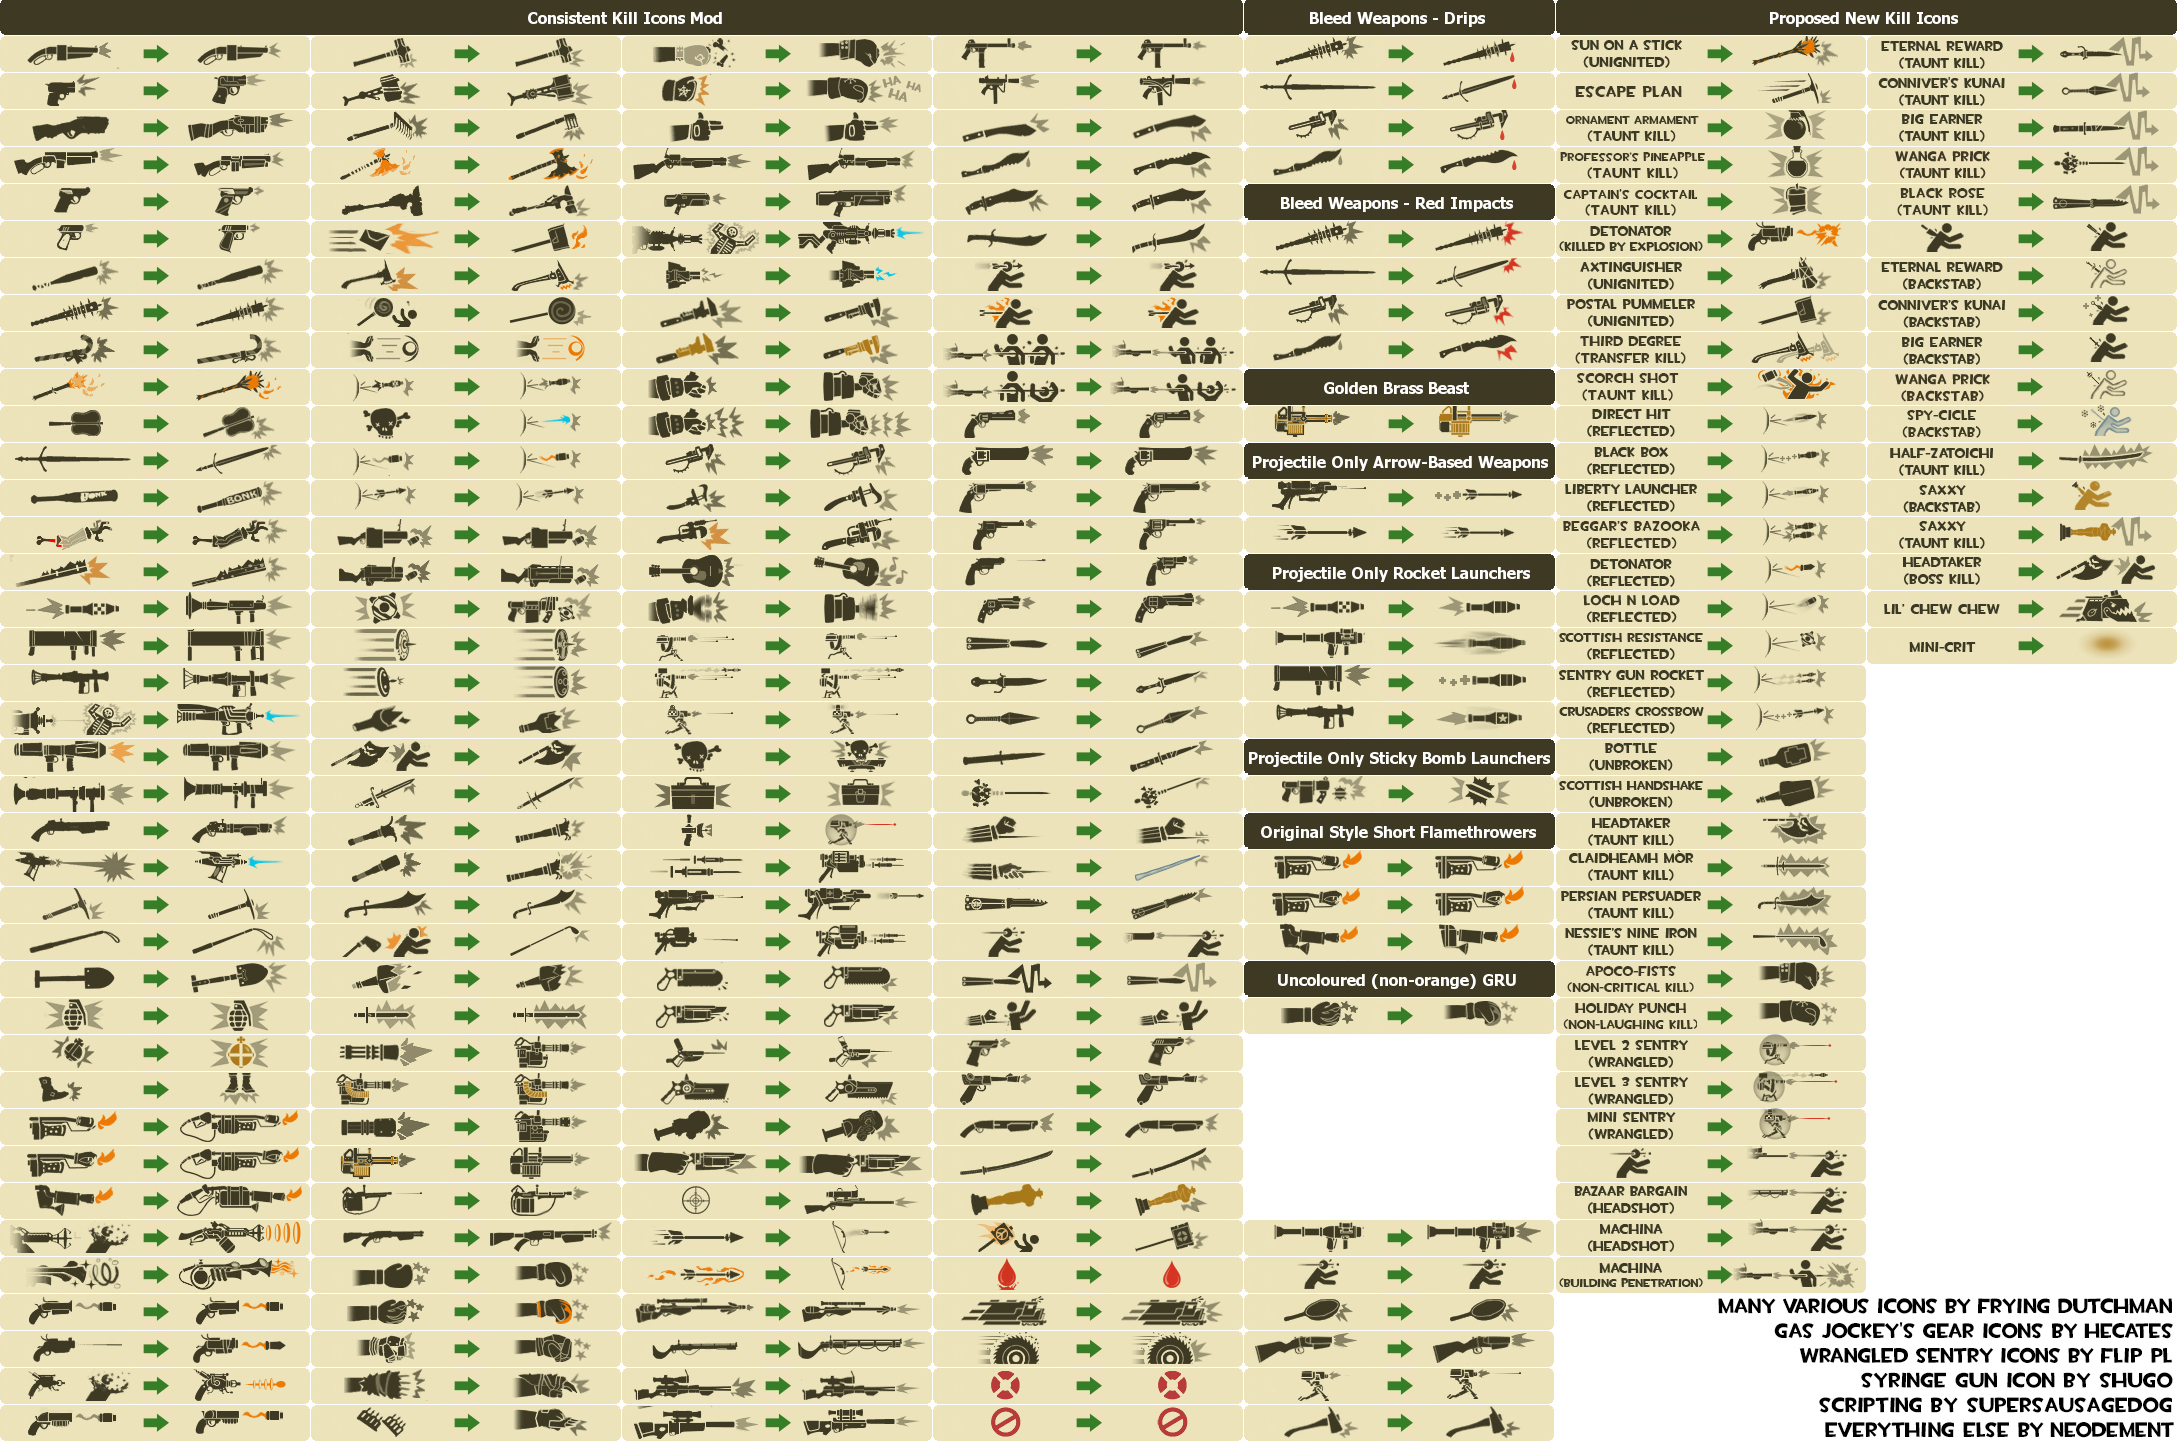 Consistent Kill Icons Mod
HA
HA
HA
BONK
BONK
Bleed Weapons - Drips
Bleed Weapons - Red Impacts
Golden Brass Beast
Projectile Only Arrow-Based Weapons
Projectile Only Rocket Launchers
Projectile Only Sticky Bomb Launchers
Original Style Short Flamethrowers
Uncoloured (non-orange) GRU
Proposed New Kill Icons
SUN ON A STICK
(UNIGNITED)
ESCAPE PLAN
ORNAMENT ARMAMENT
(TAUNT KILL)
PROFESSOR'S PINEAPPLE
(TAUNT KILL)
CAPTAIN'S COCKTAIL
(TAUNT KILL)
DETONATOR
(KILLED BY EXPLOSION)
AXTINGUISHER
(UNIGNITED)
POSTAL PUMMELER
(UNIGNITED)
THIRD DEGREE
(TRANSFER KILL)
SCORCH SHOT
(TAUNT KILL)
DIRECT HIT
(REFLECTED)
BLACK BOX
(REFLECTED)
LIBERTY LAUNCHER
(REFLECTED)
BEGGAR'S BAZOOKA
(REFLECTED)
DETONATOR
(REFLECTED)
LOCH N LOAD
(REFLECTED)
SCOTTISH RESISTANCE
(REFLECTED)
SENTRY GUN ROCKET
(REFLECTED)
CRUSADERS CROSSBOW
(REFLECTED)
BOTTLE
(UNBROKEN)
SCOTTISH HANDSHAKE
(UNBROKEN)
HEADTAKER
(TAUNT KILL)
CLAIDHEAMH MÒR
(TAUNT KILL)
PERSIAN PERSUADER
(TAUNT KILL)
NESSIE'S NINE IRON
(TAUNT KILL)
APOCO-FISTS
(NON-CRITICAL KILL)
HOLIDAY PUNCH
(NON-LAUGHING KILL)
LEVEL 2 SENTRY
(WRANGLED)
LEVEL 3 SENTRY
(WRANGLED)
MINI SENTRY
(WRANGLED)
BAZAAR BARGAIN
(HEADSHOT)
MACHINA
(HEADSHOT)
MACHINA
(BUILDING PENETRATION)
ETERNAL REWARD
(TAUNT KILL)
CONNIVER'S KUNAI
(TAUNT KILL)
BIG EARNER
(TAUNT KILL)
WANGA PRICK
(TAUNT KILL)
BLACK ROSE
(TAUNT KILL)
ETERNAL REWARD
(BACKSTAB)
CONNIVER'S KUNAI
(BACKSTAB)
BIG EARNER
(BACKSTAB)
WANGA PRICK
(BACKSTAB)
SPY-CICLE
(BACKSTAB)
HALF-ZATOICHI
(TAUNT KILL)
SAXXY
(BACKSTAB)
SAXXY
(TAUNT KILL)
HEADTAKER
(BOSS KILL)
LIL' CHEW CHEW
MINI-CRIT
MANY VARIOUS ICONS BY FRYING DUTCHMAN
GAS JOCKEY'S GEAR ICONS BY HECATES
WRANGLED SENTRY ICONS BY FLIP PL
SYRINGE GUN ICON BY SHUGO
SCRIPTING BY SUPERSAUSAGEDOG
EVERYTHING ELSE BY NEODEMENT